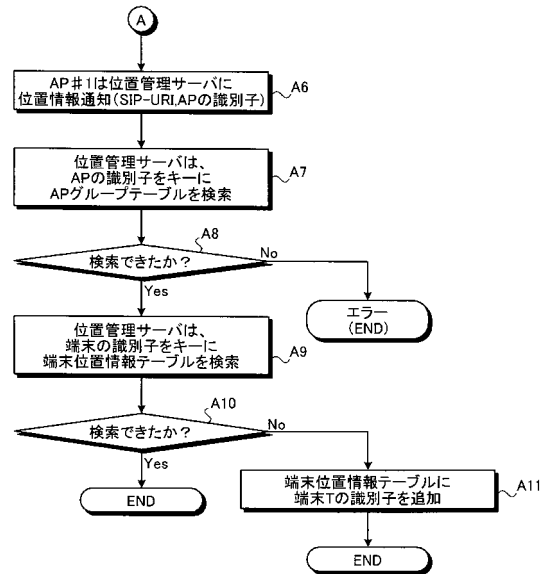 A
AP#1は位置管理サーバに
位置情報通知(SIP-URI,APの識別子)
A6
位置管理サーバは、
APの識別子をキーに
APグループテーブルを検索
A7
A8
検索できたか？
No
Yes
エラー
(END)
位置管理サーバは、
端末の識別子をキーに
端末位置情報テーブルを検索
A9
A10
検索できたか？
No
Yes
END
端末位置情報テーブルに
端末Tの識別子を追加
A11
END